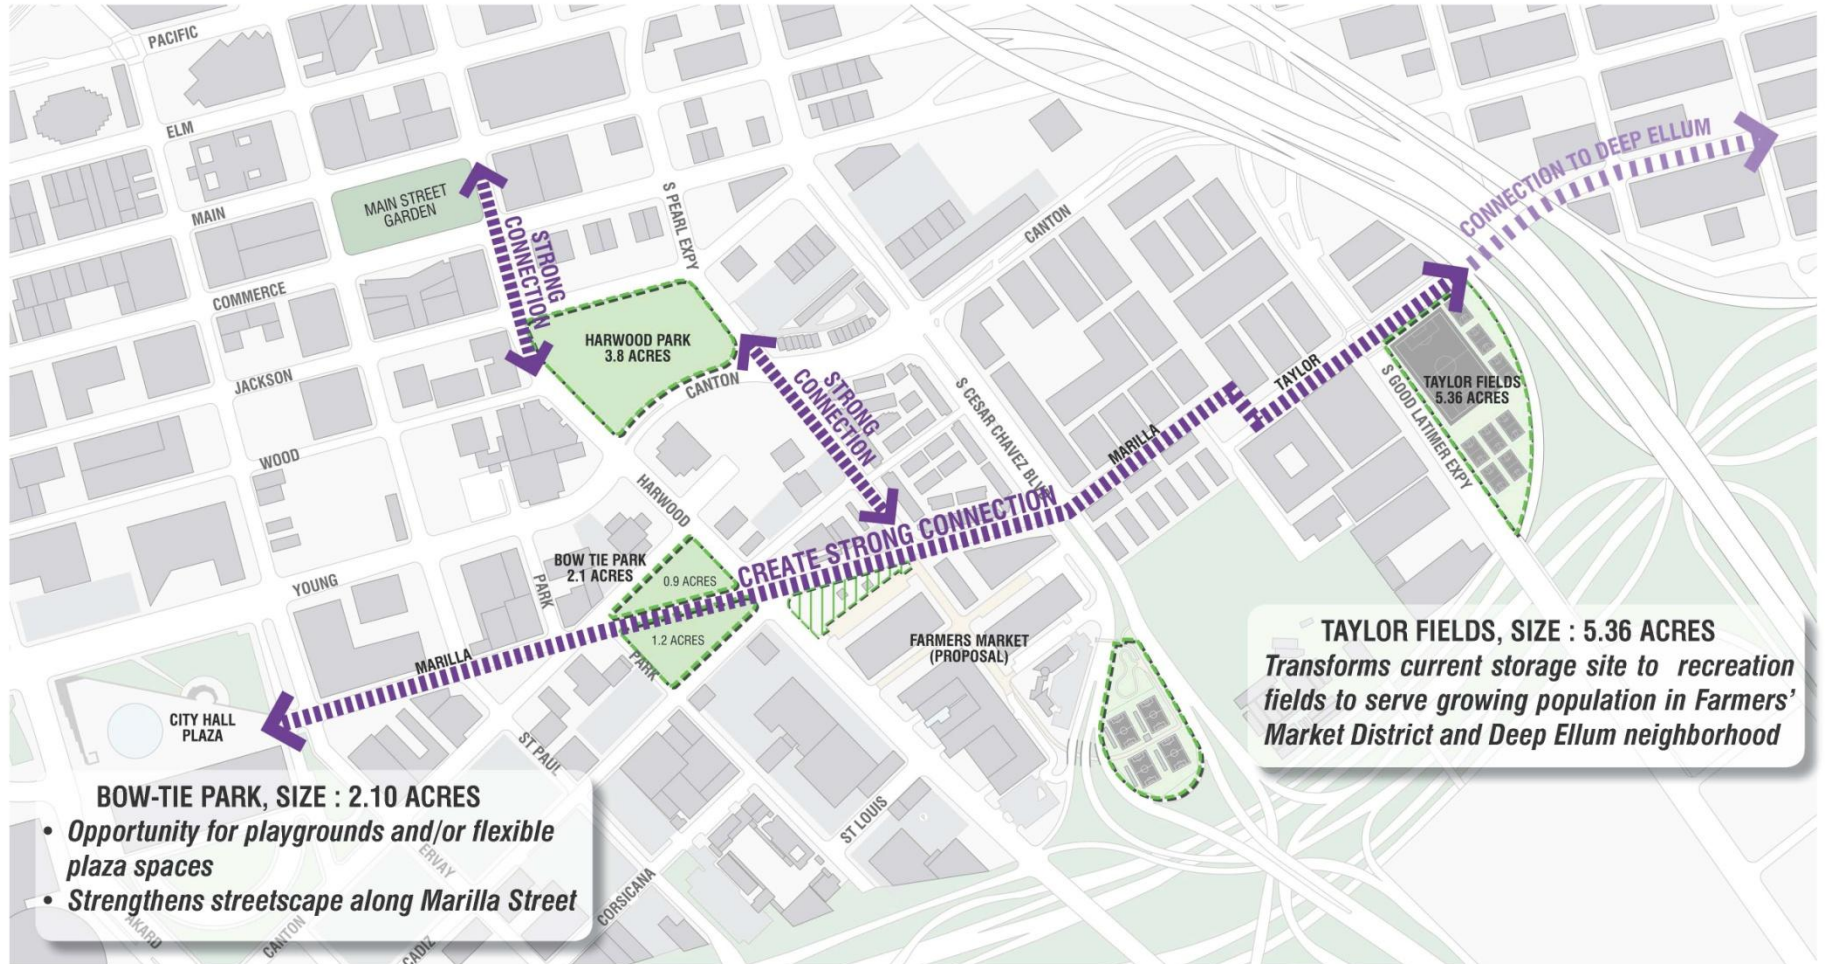 PACIFIC
ELM
MAIN
MAIN STREET
GARDEN
COMMERCE
JACKSON
WOOD
YOUNG
S PEARL EXPY
STRONG
CONNECTION
HARWOOD PARK
3.8 ACRES
CANTON
CANTON
STRONG
CONNECTION
S CESAR CHAVEZ BLVD
HARWOOD
BOW TIE PARK
2.1 ACRES
0.9 ACRES
1.2 ACRES
PARK
PARK
CREATE STRONG CONNECTION
MARILLA
MARILLA
TAYLOR
CONNECTION TO DEEP ELLUM
TAYLOR FIELDS
5.36 ACRES
S GOOD LATIMER EXPY
FARMERS MARKET
(PROPOSAL)
CITY HALL
PLAZA
ST PAUL
ST LOUIS
ERVAY
CORSICANA
AKARD
CANTON
CADIZ
BOW-TIE PARK, SIZE : 2.10 ACRES
• Opportunity for playgrounds and/or flexible
plaza spaces
• Strengthens streetscape along Marilla Street
TAYLOR FIELDS, SIZE : 5.36 ACRES
Transforms current storage site to recreation
fields to serve growing population in Farmers’
Market District and Deep Ellum neighborhood